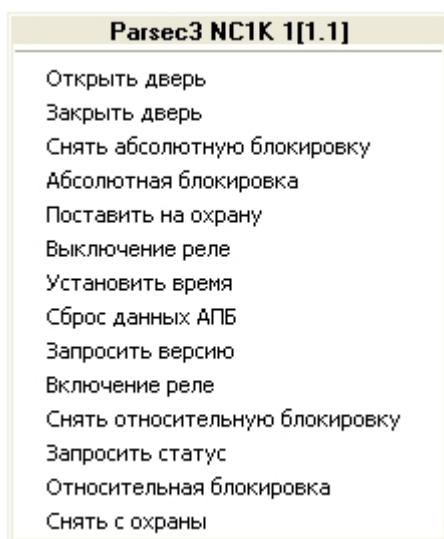 Parsec3 NC1K 1[1.1]
Открыть дверь
Закрыть дверь
Снять абсолютную блокировку
Абсолютная блокировка
Поставить на охрану
Выключение реле
Установить время
Сброс данных АПБ
Запросить версию
Включение реле
Снять относительную блокировку
Запросить статус
Относительная блокировка
Снять с охраны